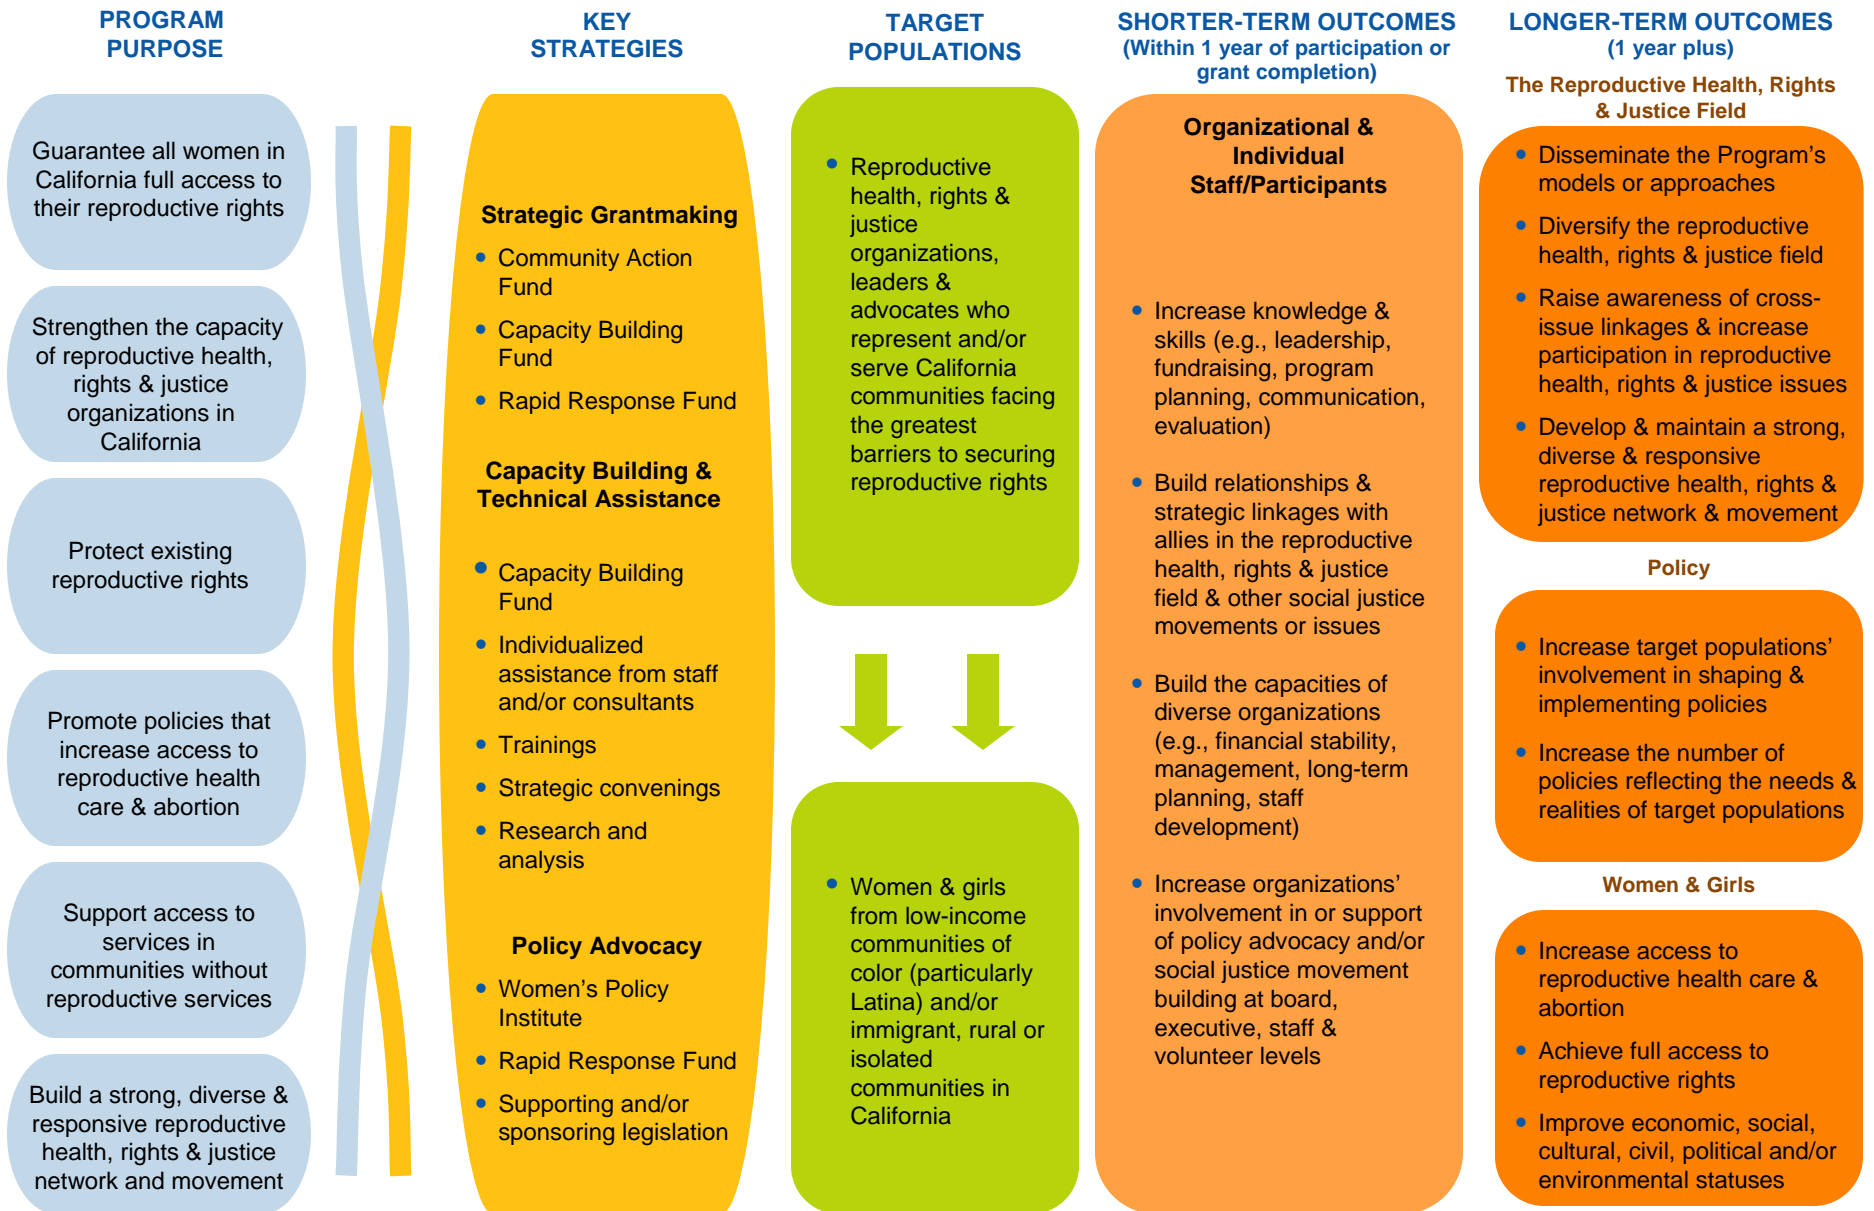 PROGRAM
PURPOSE
Guarantee all women in
California full access to
their reproductive rights
Strengthen the capacity
of reproductive health,
rights & justice
organizations in
California
Protect existing
reproductive rights
Promote policies that
increase access to
reproductive health
care & abortion
Support access to
services in
communities without
reproductive services
Build a strong, diverse &
responsive reproductive
health, rights & justice
network and movement
KEY
STRATEGIES
Strategic Grantmaking
• Community Action
Fund
• Capacity Building
Fund
• Rapid Response Fund
Capacity Building &
Technical Assistance
• Capacity Building
Fund
• Individualized
assistance from staff
and/or consultants
• Trainings
• Strategic convenings
• Research and
analysis
Policy Advocacy
• Women’s Policy
Institute
• Rapid Response Fund
• Supporting and/or
sponsoring legislation
TARGET
POPULATIONS
• Reproductive
health, rights &
justice
organizations,
leaders &
advocates who
represent and/or
serve California
communities facing
the greatest
barriers to securing
reproductive rights
• Women & girls
from low-income
communities of
color (particularly
Latina) and/or
immigrant, rural or
isolated
communities in
California
SHORTER-TERM OUTCOMES
(Within 1 year of participation or
grant completion)
Organizational &
Individual
Staff/Participants
• Increase knowledge &
skills (e.g., leadership,
fundraising, program
planning, communication,
evaluation)
• Build relationships &
strategic linkages with
allies in the reproductive
health, rights & justice
field & other social justice
movements or issues
• Build the capacities of
diverse organizations
(e.g., financial stability,
management, long-term
planning, staff
development)
• Increase organizations’
involvement in or support
of policy advocacy and/or
social justice movement
building at board,
executive, staff &
volunteer levels
LONGER-TERM OUTCOMES
(1 year plus)
The Reproductive Health, Rights
& Justice Field
• Disseminate the Program’s
models or approaches
• Diversify the reproductive
health, rights & justice field
• Raise awareness of cross-
issue linkages & increase
participation in reproductive
health, rights & justice issues
• Develop & maintain a strong,
diverse & responsive
reproductive health, rights &
justice network & movement
Policy
• Increase target populations’
involvement in shaping &
implementing policies
• Increase the number of
policies reflecting the needs &
realities of target populations
Women & Girls
• Increase access to
reproductive health care &
abortion
• Achieve full access to
reproductive rights
• Improve economic, social,
cultural, civil, political and/or
environmental statuses